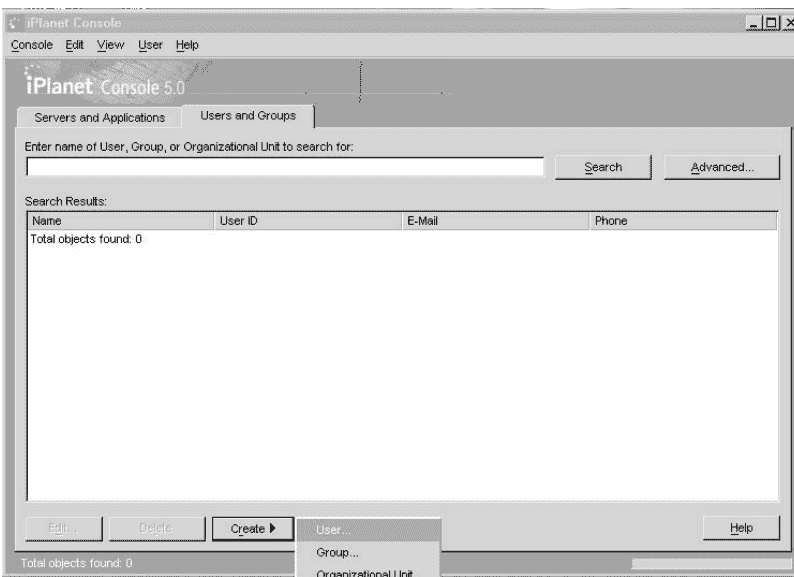 iPlanet Console
Console Edit View User Help
iPlanet Console 5.0
Servers and Applications Users and Groups
Enter name of User, Group, or Organizational Unit to search for:
Search Advanced...
Search Results:
Name User ID E-Mail Phone
Total objects found: 0
Edit... Delete Create User... Help
Group...
Total objects found: 0
Organizational Unit